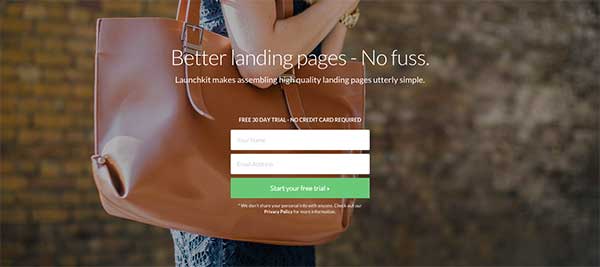 Better landing pages - No fuss.
Launchkit makes assembling high quality landing pages utterly simple.
FREE 30 DAY TRIAL - NO CREDIT CARD REQUIRED
Your Name
Email Address
Start your free trial »
* We don't share your personal info with anyone. Check out our
Privacy Policy for more information.